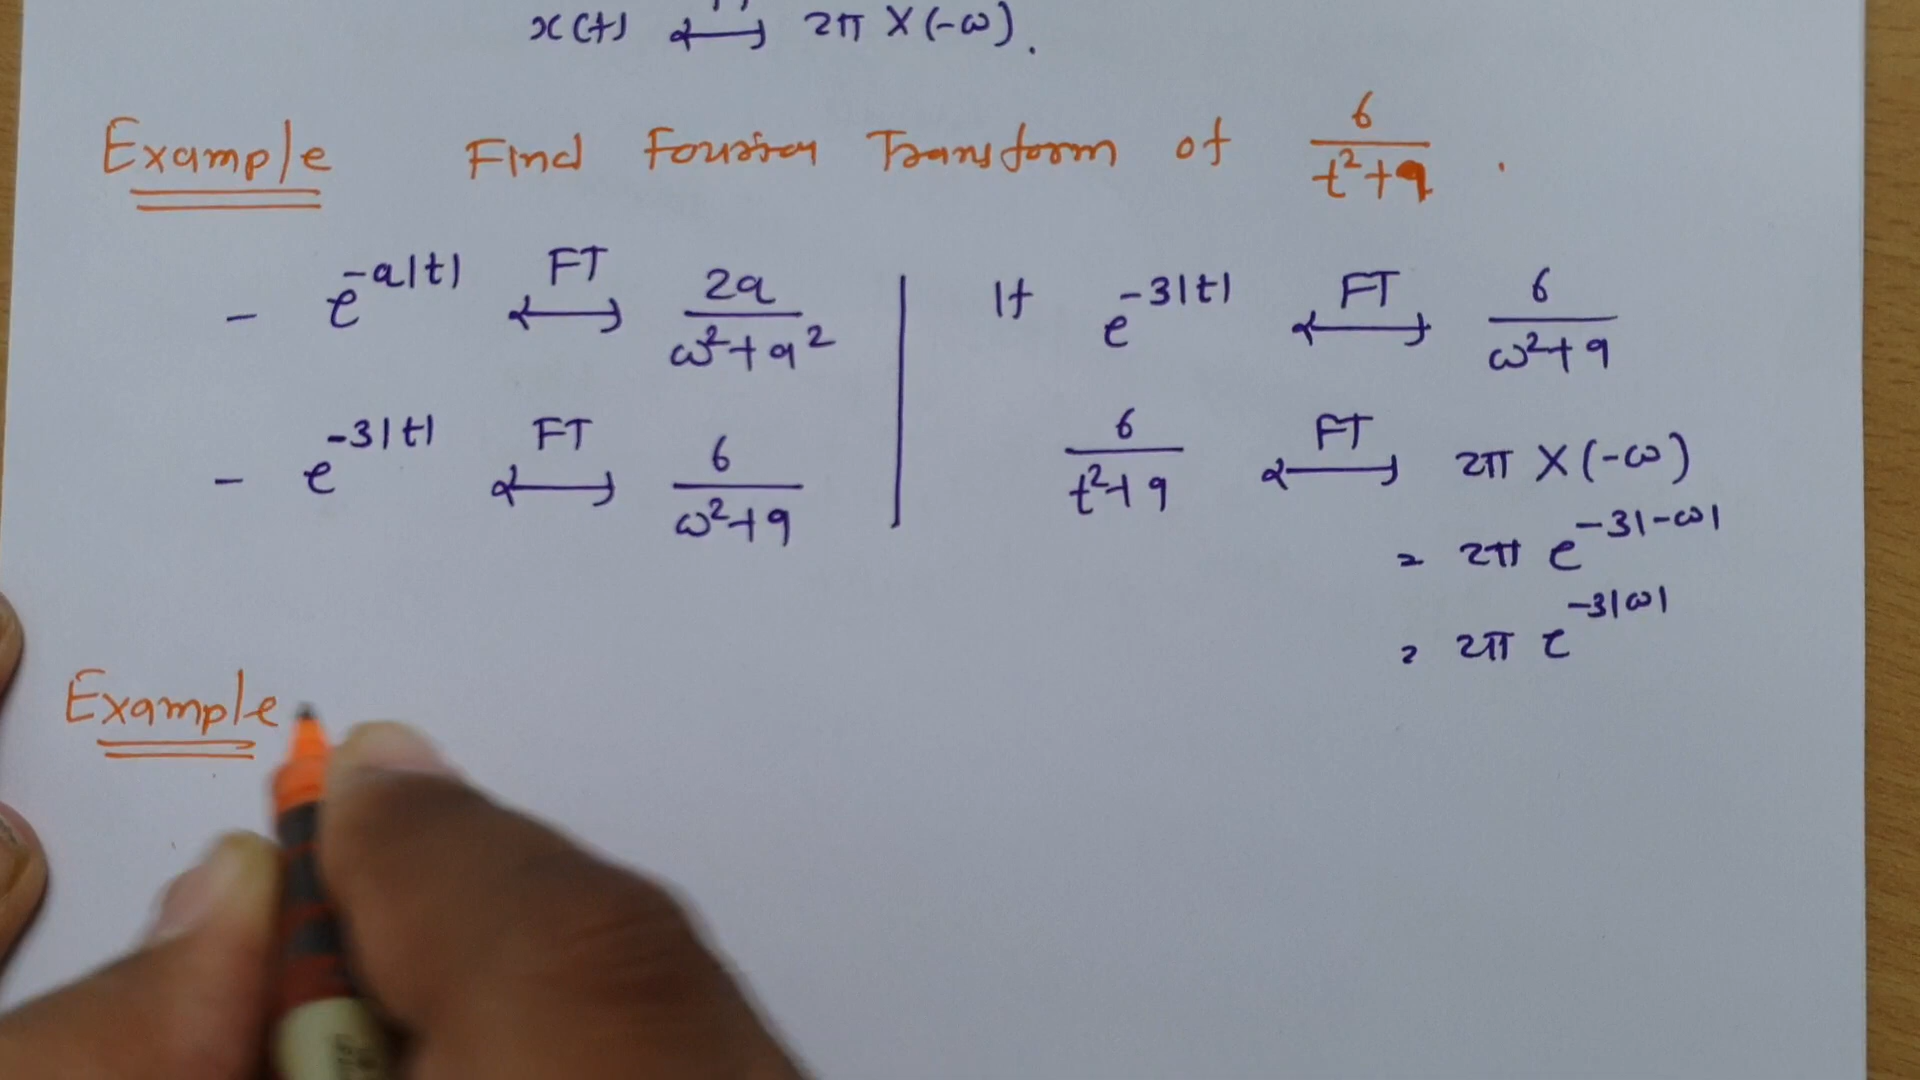 x(t) ⟷ 2π X(-ω).
Example Find Fourier Transform of 6/(t²+9).
- e^(-a|t|) ⟷FT 2a/(ω²+a²)
- e^(-3|t|) ⟷FT 6/(ω²+9)
If e^(-3|t|) ⟷FT 6/(ω²+9)
6/(t²+9) ⟷FT 2π X(-ω)
= 2π e^(-3|-ω|)
= 2π e^(-3|ω|)
Example